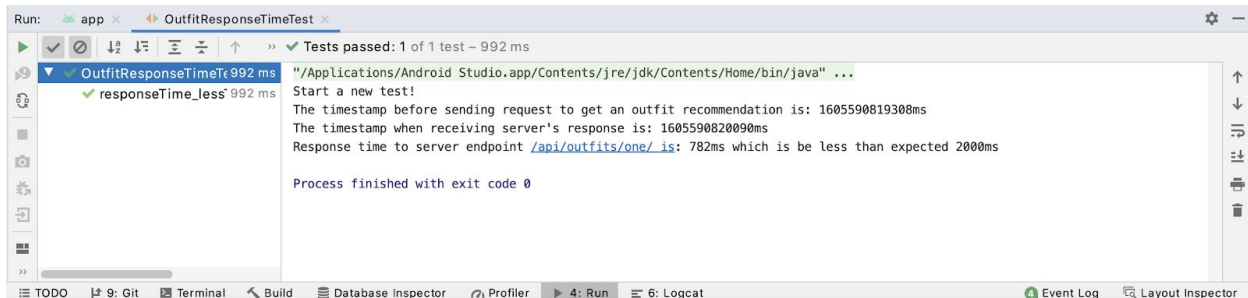 Run: app × OutfitResponseTimeTest ×
» Tests passed: 1 of 1 test – 992 ms
OutfitResponseTimeTe 992 ms
responseTime_less 992 ms
"/Applications/Android Studio.app/Contents/jre/jdk/Contents/Home/bin/java" ...
Start a new test!
The timestamp before sending request to get an outfit recommendation is: 1605590819308ms
The timestamp when receiving server's response is: 1605590820090ms
Response time to server endpoint /api/outfits/one/ is: 782ms which is be less than expected 2000ms
Process finished with exit code 0
»
TODO 9: Git Terminal Build Database Inspector Profiler 4: Run 6: Logcat 4 Event Log Layout Inspector